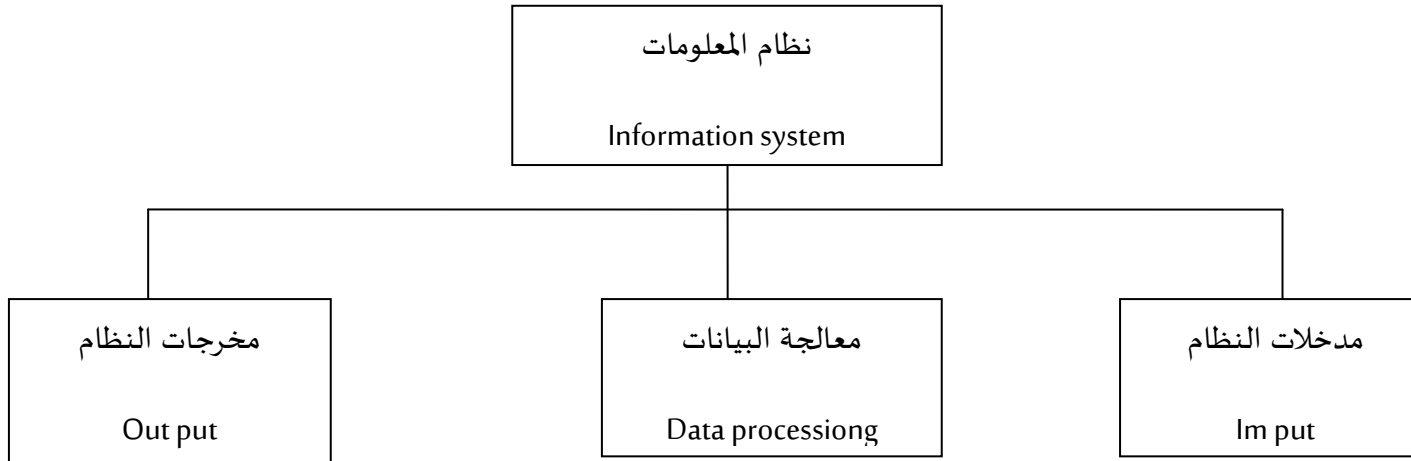 نظام المعلومات
Information system
مدخلات النظام
Im put
معالجة البيانات
Data processiong
مخرجات النظام
Out put